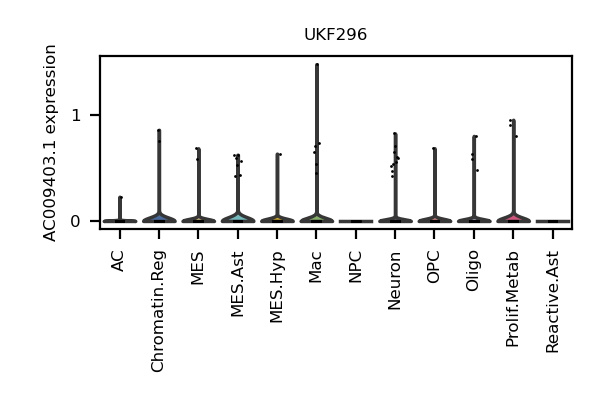 UKF296
AC009403.1 expression
1
0
AC
Chromatin.Reg
MES
MES.Ast
MES.Hyp
Mac
NPC
Neuron
OPC
Oligo
Prolif.Metab
Reactive.Ast